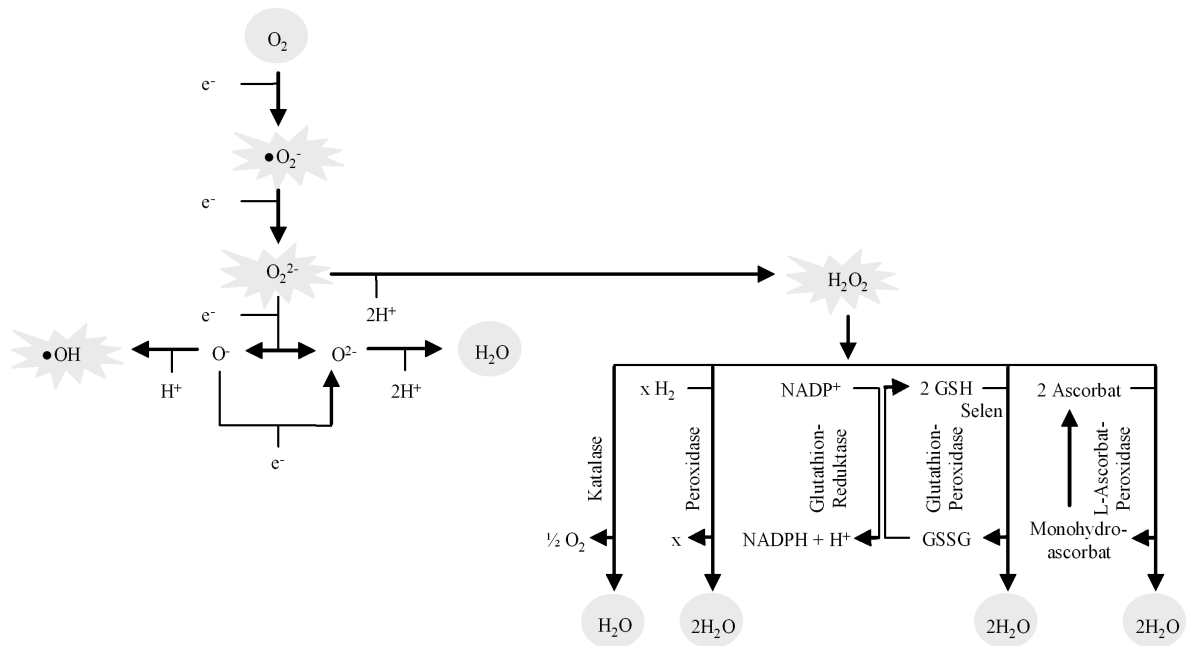 O₂
e⁻
•O₂⁻
e⁻
O₂²⁻
H₂O₂
2H⁺
e⁻
•OH
O⁻
O²⁻
H₂O
H⁺
2H⁺
e⁻
x H₂
NADP⁺
2 GSH
2 Ascorbat
Selen
Katalase
Peroxidase
Glutathion-
Reduktase
Glutathion-
Peroxidase
L-Ascorbat-
Peroxidase
½ O₂
x
NADPH + H⁺
GSSG
Monohydro-
ascorbat
H₂O
2H₂O
2H₂O
2H₂O